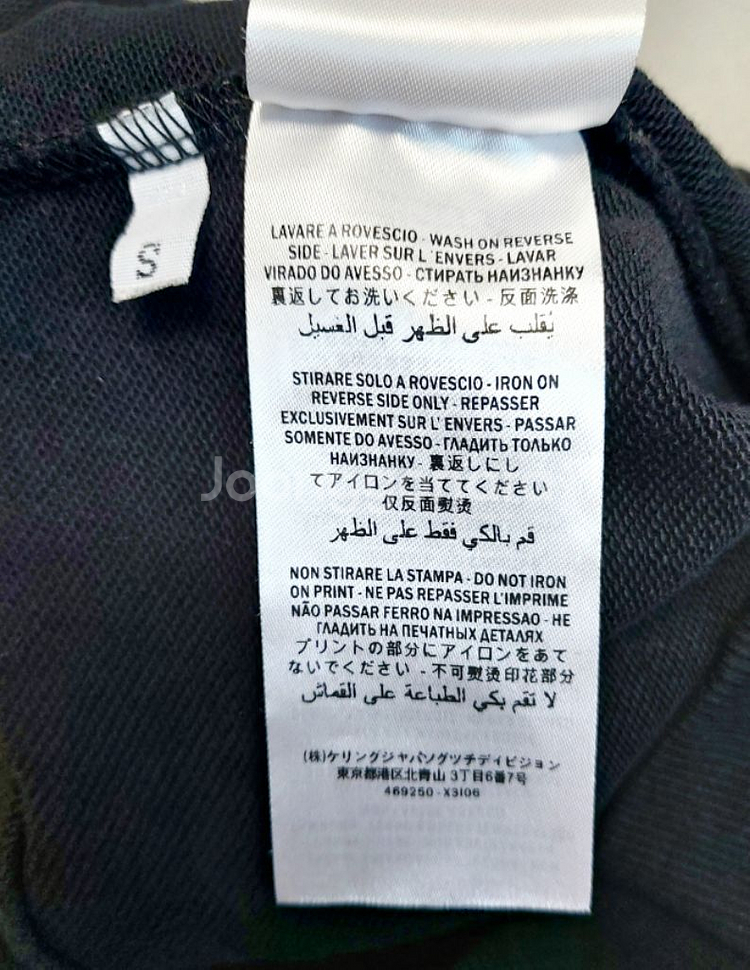 S
LAVARE A ROVESCIO - WASH ON REVERSE
SIDE - LAVER SUR L'ENVERS - LAVAR
VIRADO DO AVESSO - СТИРАТЬ НАИЗНАНКУ
裏返してお洗いください - 反面洗涤
يُقلب على الظهر قبل الغسيل
STIRARE SOLO A ROVESCIO - IRON ON
REVERSE SIDE ONLY - REPASSER
EXCLUSIVEMENT SUR L' ENVERS - PASSAR
SOMENTE DO AVESSO - ГЛАДИТЬ ТОЛЬКО
НАИЗНАНКУ - 裏返しにし
てアイロンを当ててください
仅反面熨烫
قم بالكي فقط على الظهر
NON STIRARE LA STAMPA - DO NOT IRON
ON PRINT - NE PAS REPASSER L'IMPRIME
NÃO PASSAR FERRO NA IMPRESSAO - НЕ
ГЛАДИТЬ НА ПЕЧАТНЫХ ДЕТАЛЯХ
プリントの部分にアイロンをあて
ないでください - 不可熨烫印花部分
لا تقم بكي الطباعة على القماش
(株)ケリングジャパングッチディビジョン
東京都港区北青山 3丁目6番7号
469250 - X3I06